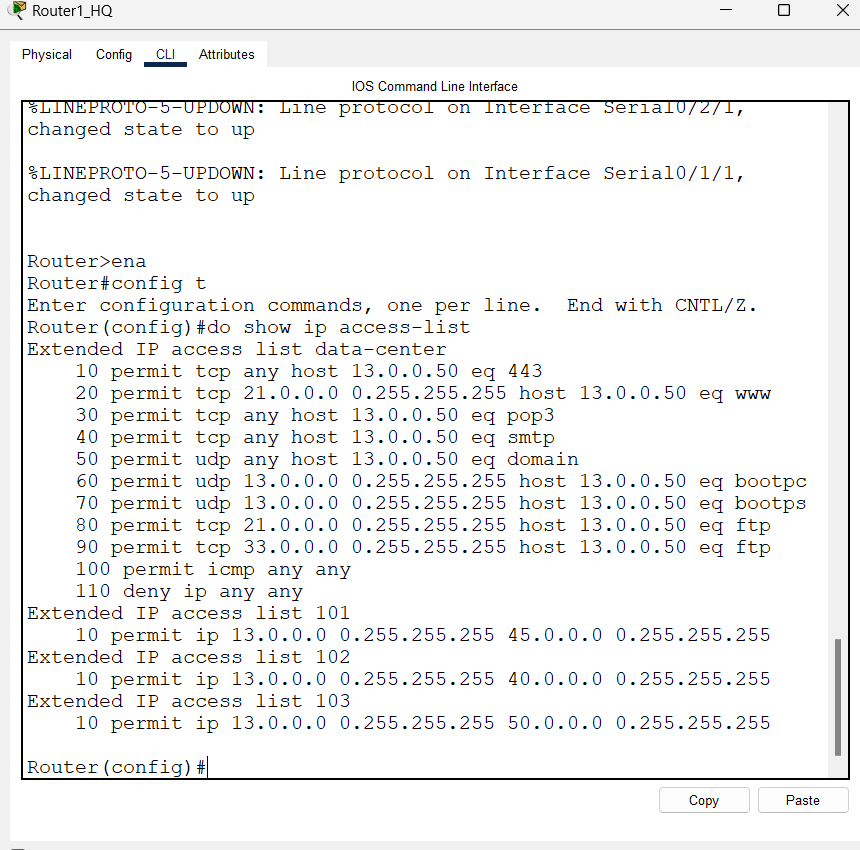 Router1_HQ
Physical Config CLI Attributes
IOS Command Line Interface
%LINEPROTO-5-UPDOWN: Line protocol on Interface Serial0/2/1,
changed state to up
%LINEPROTO-5-UPDOWN: Line protocol on Interface Serial0/1/1,
changed state to up
Router>ena
Router#config t
Enter configuration commands, one per line.  End with CNTL/Z.
Router(config)#do show ip access-list
Extended IP access list data-center
    10 permit tcp any host 13.0.0.50 eq 443
    20 permit tcp 21.0.0.0 0.255.255.255 host 13.0.0.50 eq www
    30 permit tcp any host 13.0.0.50 eq pop3
    40 permit tcp any host 13.0.0.50 eq smtp
    50 permit udp any host 13.0.0.50 eq domain
    60 permit udp 13.0.0.0 0.255.255.255 host 13.0.0.50 eq bootpc
    70 permit udp 13.0.0.0 0.255.255.255 host 13.0.0.50 eq bootps
    80 permit tcp 21.0.0.0 0.255.255.255 host 13.0.0.50 eq ftp
    90 permit tcp 33.0.0.0 0.255.255.255 host 13.0.0.50 eq ftp
    100 permit icmp any any
    110 deny ip any any
Extended IP access list 101
    10 permit ip 13.0.0.0 0.255.255.255 45.0.0.0 0.255.255.255
Extended IP access list 102
    10 permit ip 13.0.0.0 0.255.255.255 40.0.0.0 0.255.255.255
Extended IP access list 103
    10 permit ip 13.0.0.0 0.255.255.255 50.0.0.0 0.255.255.255
Router(config)#
Copy Paste